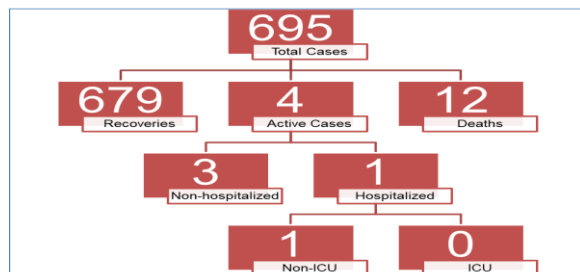 695
Total Cases
679 4 12
Recoveries Active Cases Deaths
3 1
Non-hospitalized Hospitalized
1 0
Non-ICU ICU